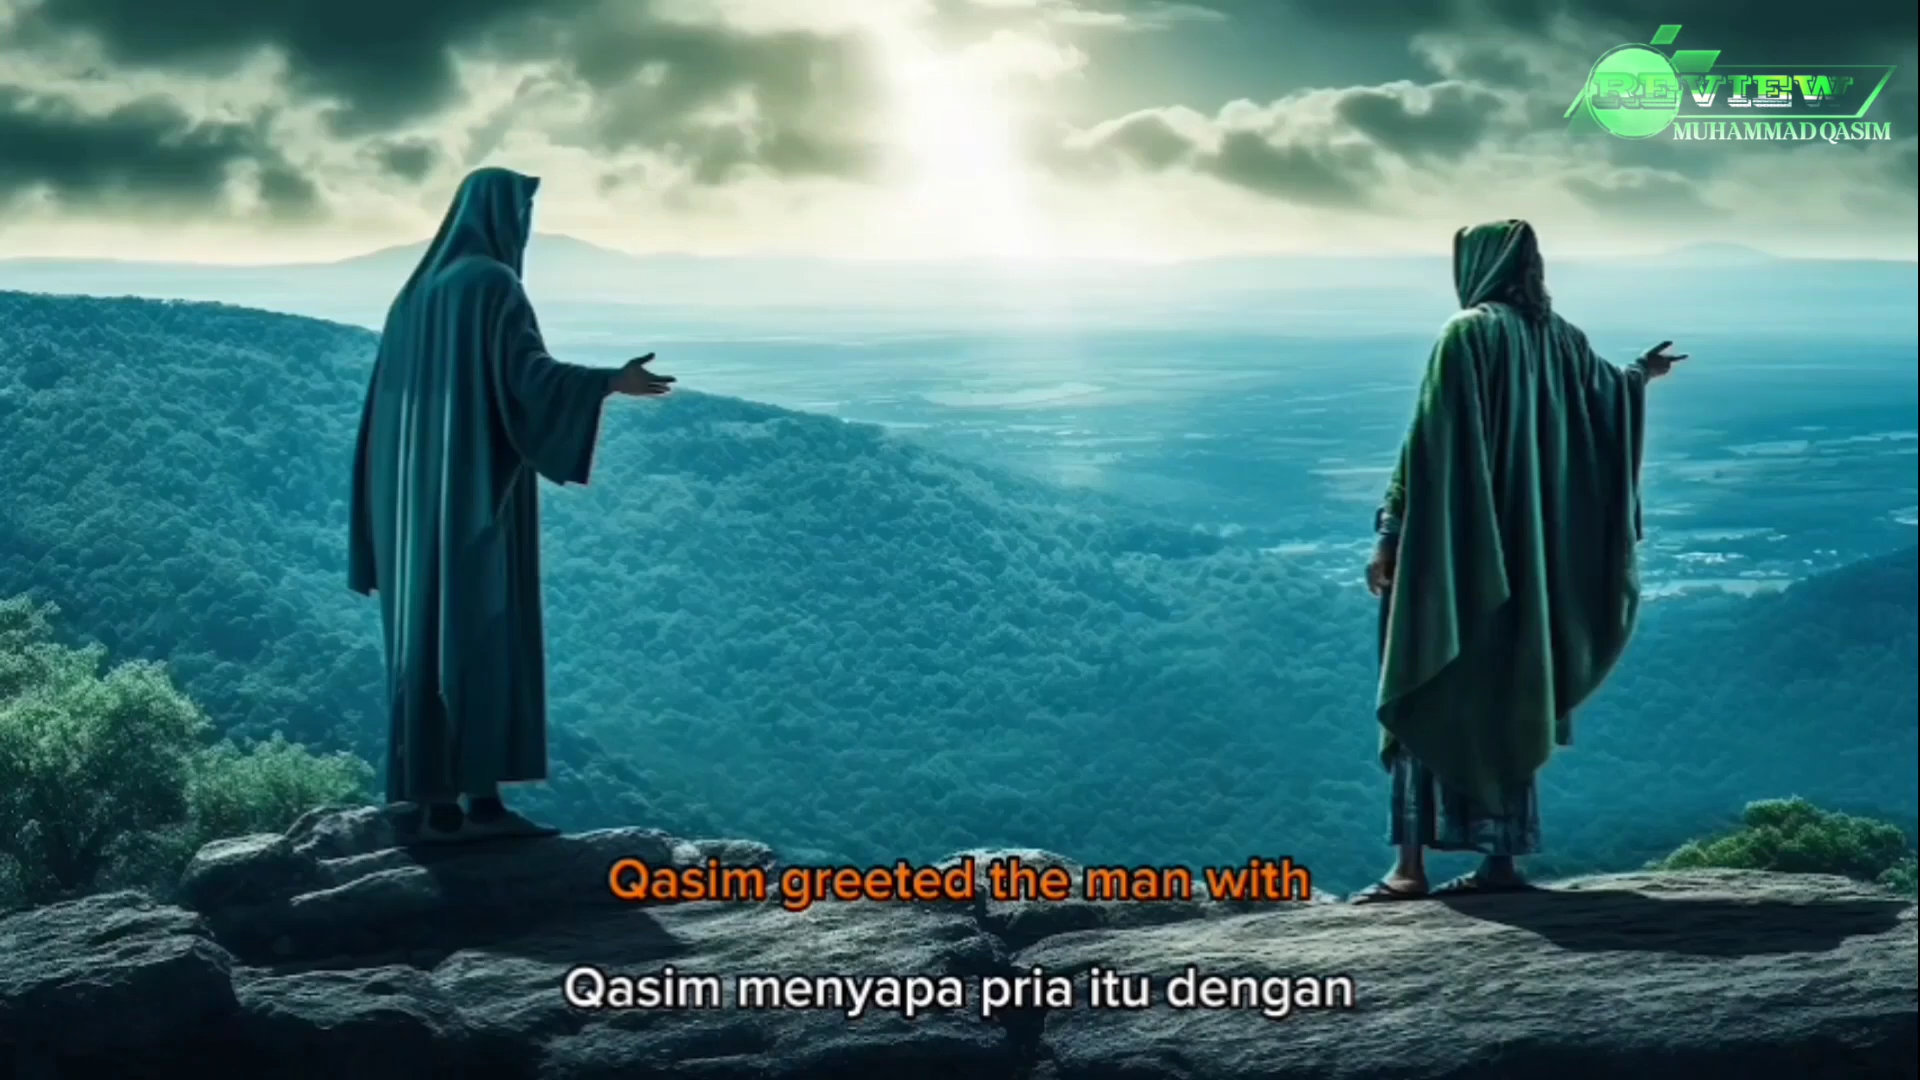 REVIEW
MUHAMMAD QASIM
Qasim greeted the man with
Qasim menyapa pria itu dengan